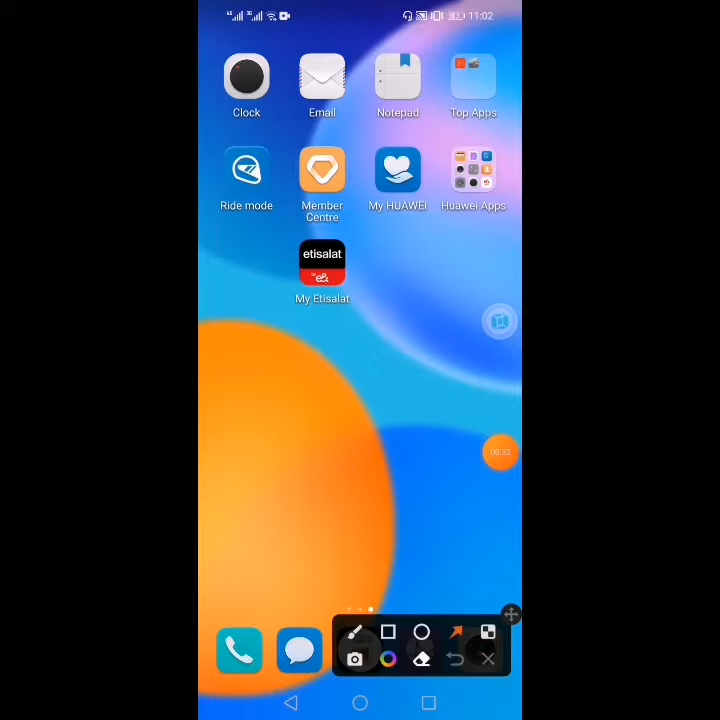 11:02
Clock
Email
Notepad
Top Apps
Ride mode
Member
Centre
My HUAWEI
Huawei Apps
etisalat
e&
My Etisalat
00:32